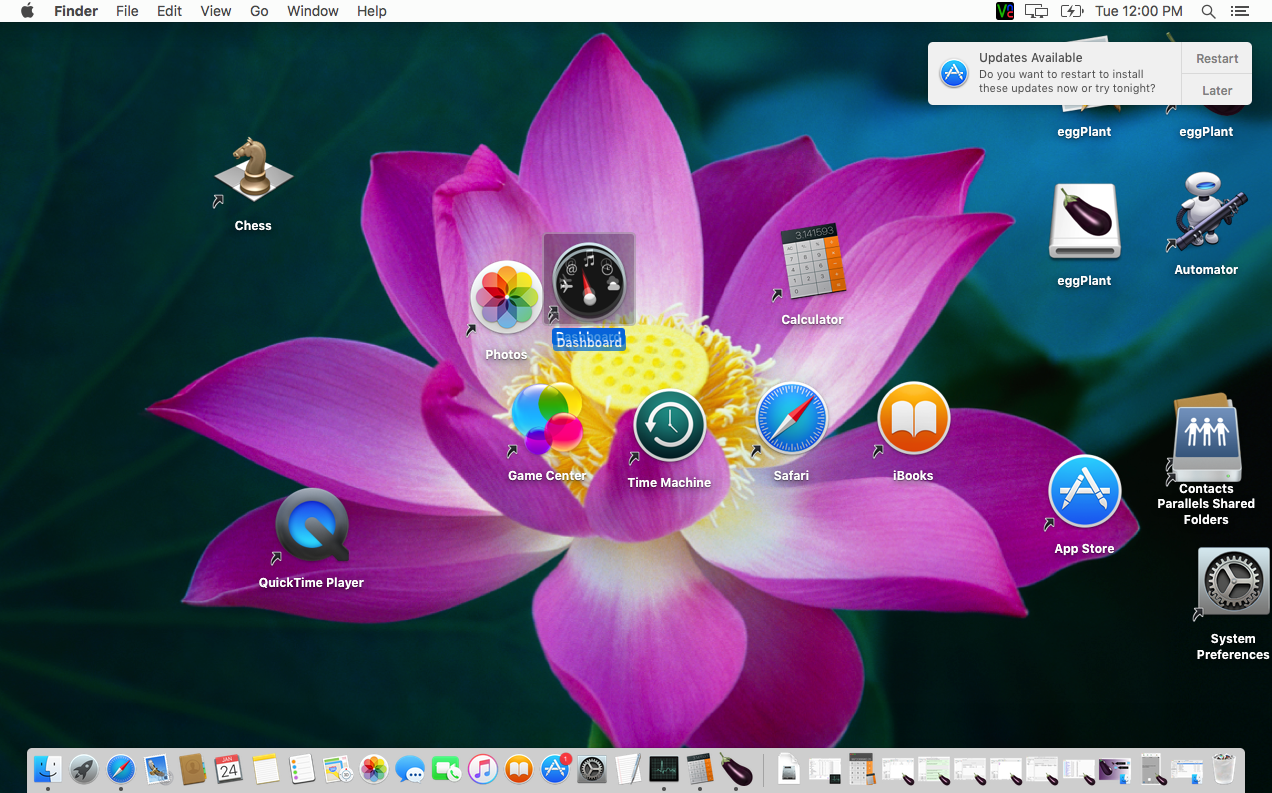 Finder File Edit View Go Window Help
Tue 12:00 PM
Updates Available
Do you want to restart to install
these updates now or try tonight?
Restart
Later
eggPlant
eggPlant
Chess
3.141593
eggPlant
Automator
Calculator
Photos
Dashboard
Game Center
Time Machine
Safari
iBooks
Contacts
Parallels Shared
Folders
App Store
QuickTime Player
System
Preferences
JAN
24
1